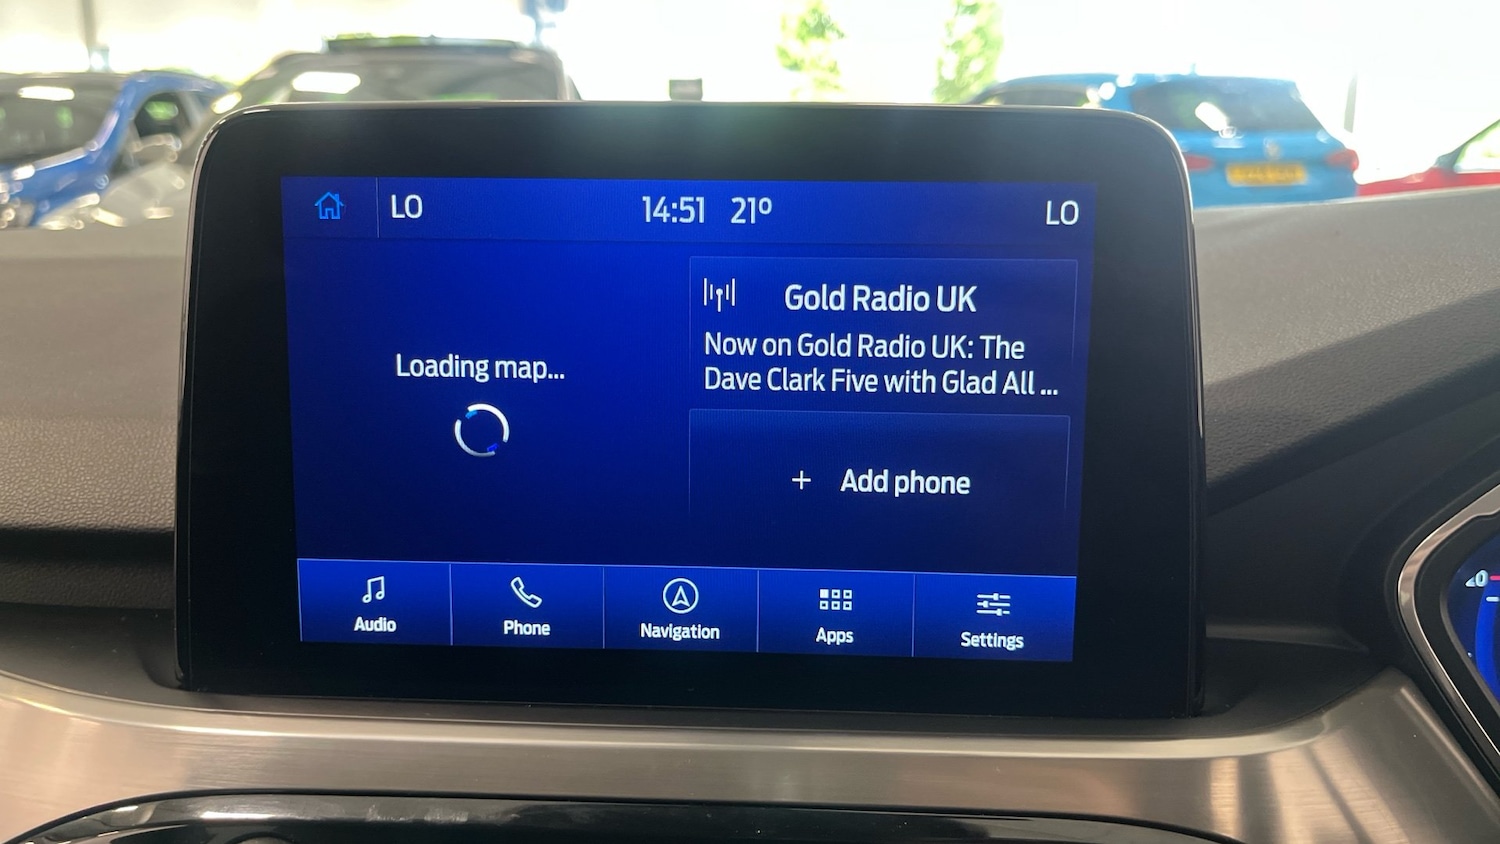 LO
14:51 21º
LO
Gold Radio UK
Now on Gold Radio UK: The
Dave Clark Five with Glad All ...
Loading map...
+ Add phone
Audio
Phone
Navigation
Apps
Settings